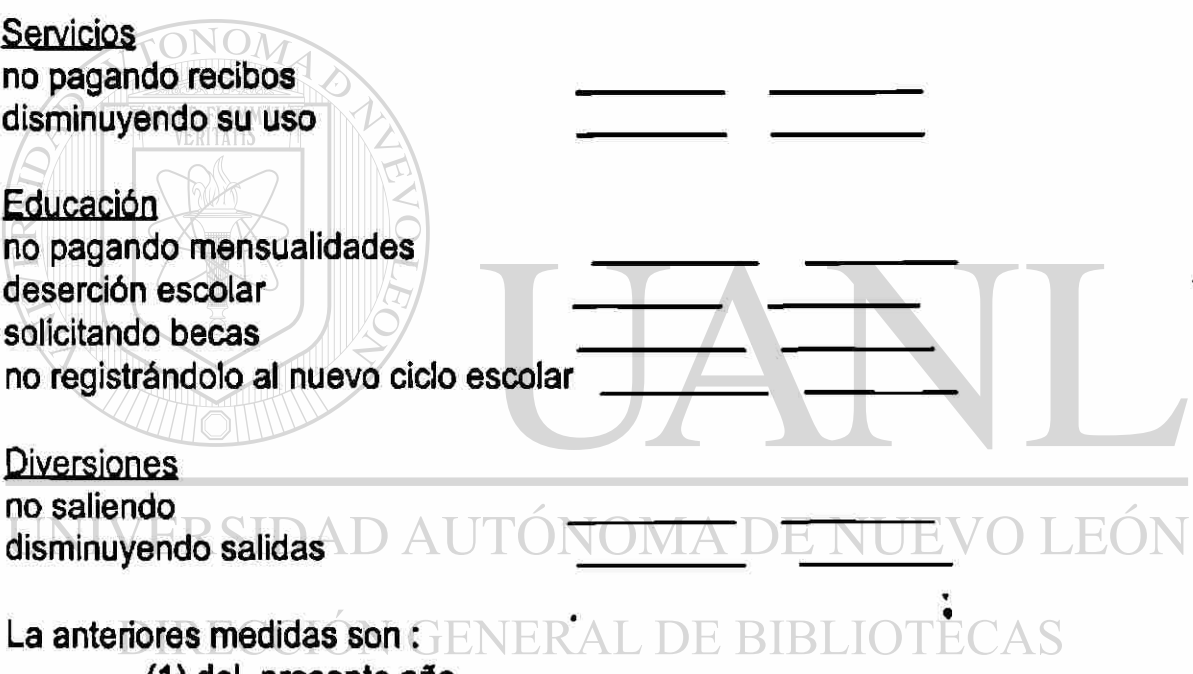 Servicios
no pagando recibos
disminuyendo su uso
Educación
no pagando mensualidades
deserción escolar
solicitando becas
no registrándolo al nuevo ciclo escolar
Diversiones
no saliendo
disminuyendo salidas
La anteriores medidas son :
(1) del presente año
UANL
UNIVERSIDAD AUTÓNOMA DE NUEVO LEÓN
DIRECCIÓN GENERAL DE BIBLIOTECAS